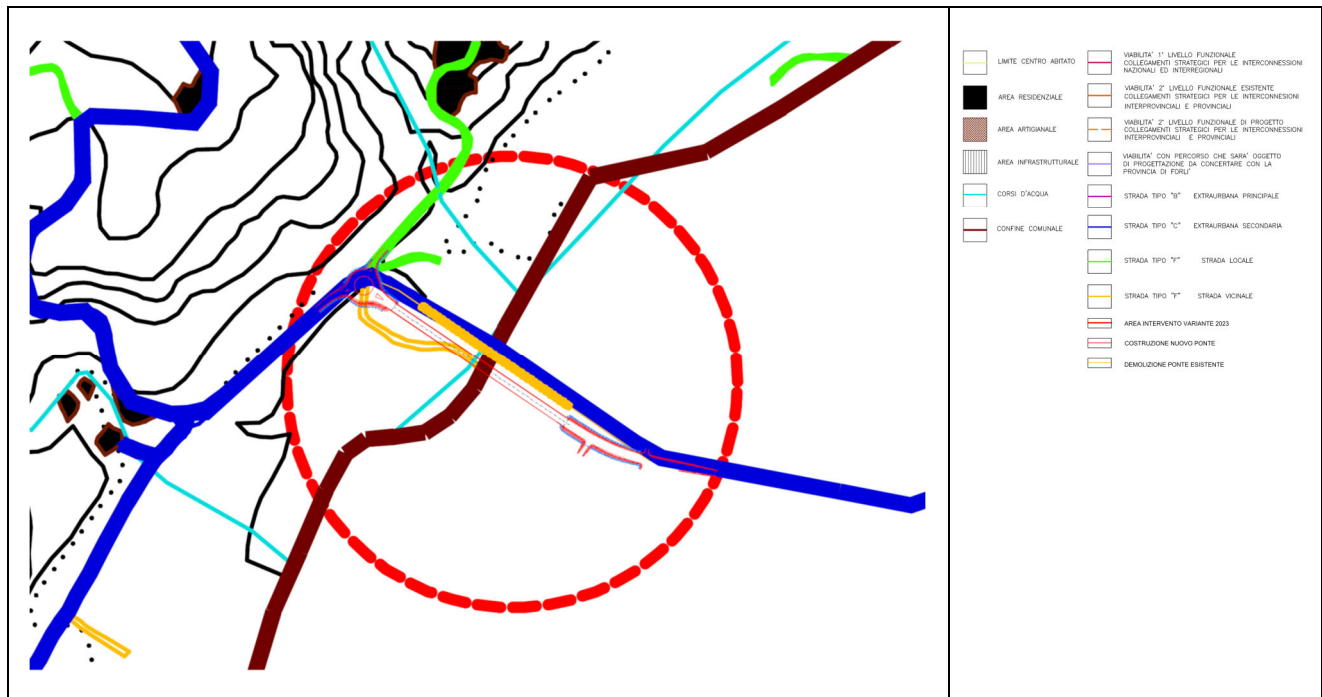 LIMITE CENTRO ABITATO
AREA RESIDENZIALE
AREA ARTIGIANALE
AREA INFRASTRUTTURALE
CORSI D'ACQUA
CONFINE COMUNALE
VIABILITA' 1° LIVELLO FUNZIONALE
COLLEGAMENTI STRATEGICI PER LE INTERCONNESSIONI
NAZIONALI ED INTERREGIONALI
VIABILITA' 2° LIVELLO FUNZIONALE ESISTENTE
COLLEGAMENTI STRATEGICI PER LE INTERCONNESIONI
INTERPROVINCIALI E PROVINCIALI
VIABILITA' 2° LIVELLO FUNZIONALE DI PROGETTO
COLLEGAMENTI STRATEGICI PER LE INTERCONNESSIONI
INTERPROVINCIALI E PROVINCIALI
VIABILITA' CON PERCORSO CHE SARA' OGGETTO
DI PROGETTAZIONE DA CONCERTARE CON LA
PROVINCIA DI FORLI'
STRADA TIPO "B" EXTRAURBANA PRINCIPALE
STRADA TIPO "C" EXTRAURBANA SECONDARIA
STRADA TIPO "F" STRADA LOCALE
STRADA TIPO "F" STRADA VICINALE
AREA INTERVENTO VARIANTE 2023
COSTRUZIONE NUOVO PONTE
DEMOLIZIONE PONTE ESISTENTE